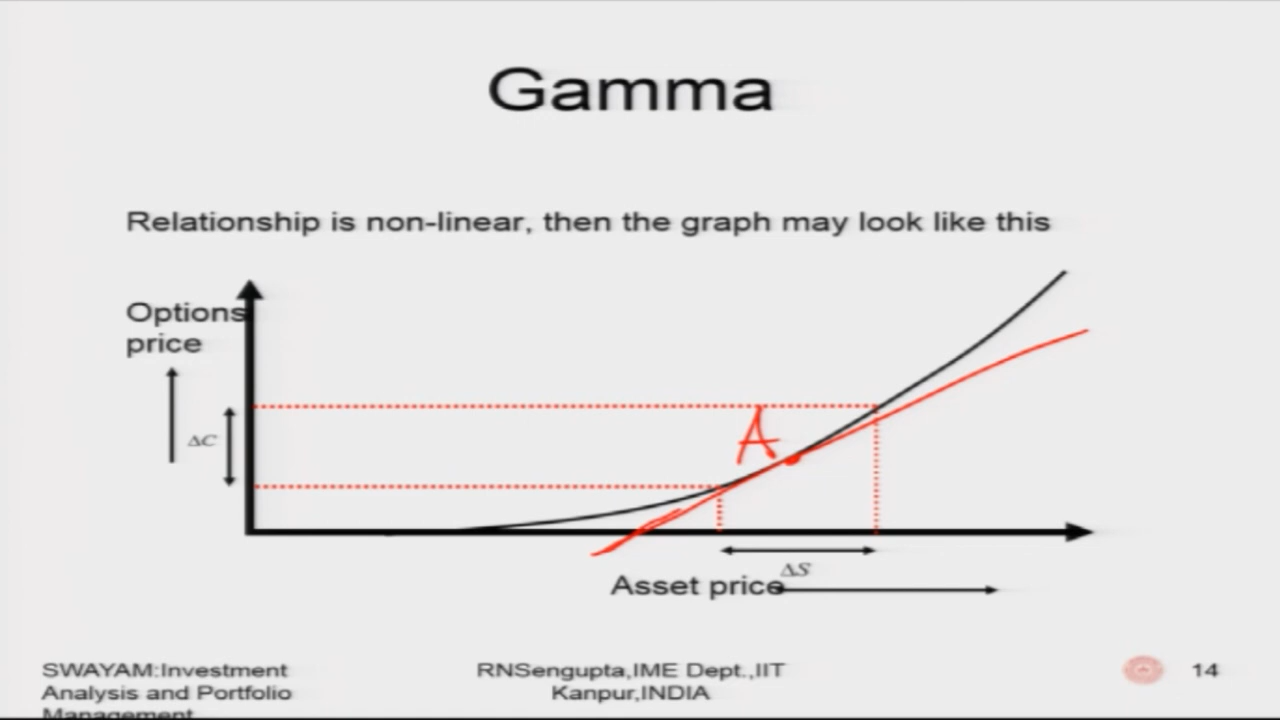 Gamma
Relationship is non-linear, then the graph may look like this
Options
price
ΔC
A
ΔS
Asset price
SWAYAM:Investment
Analysis and Portfolio
Management
RNSengupta,IME Dept.,IIT
Kanpur,INDIA
14